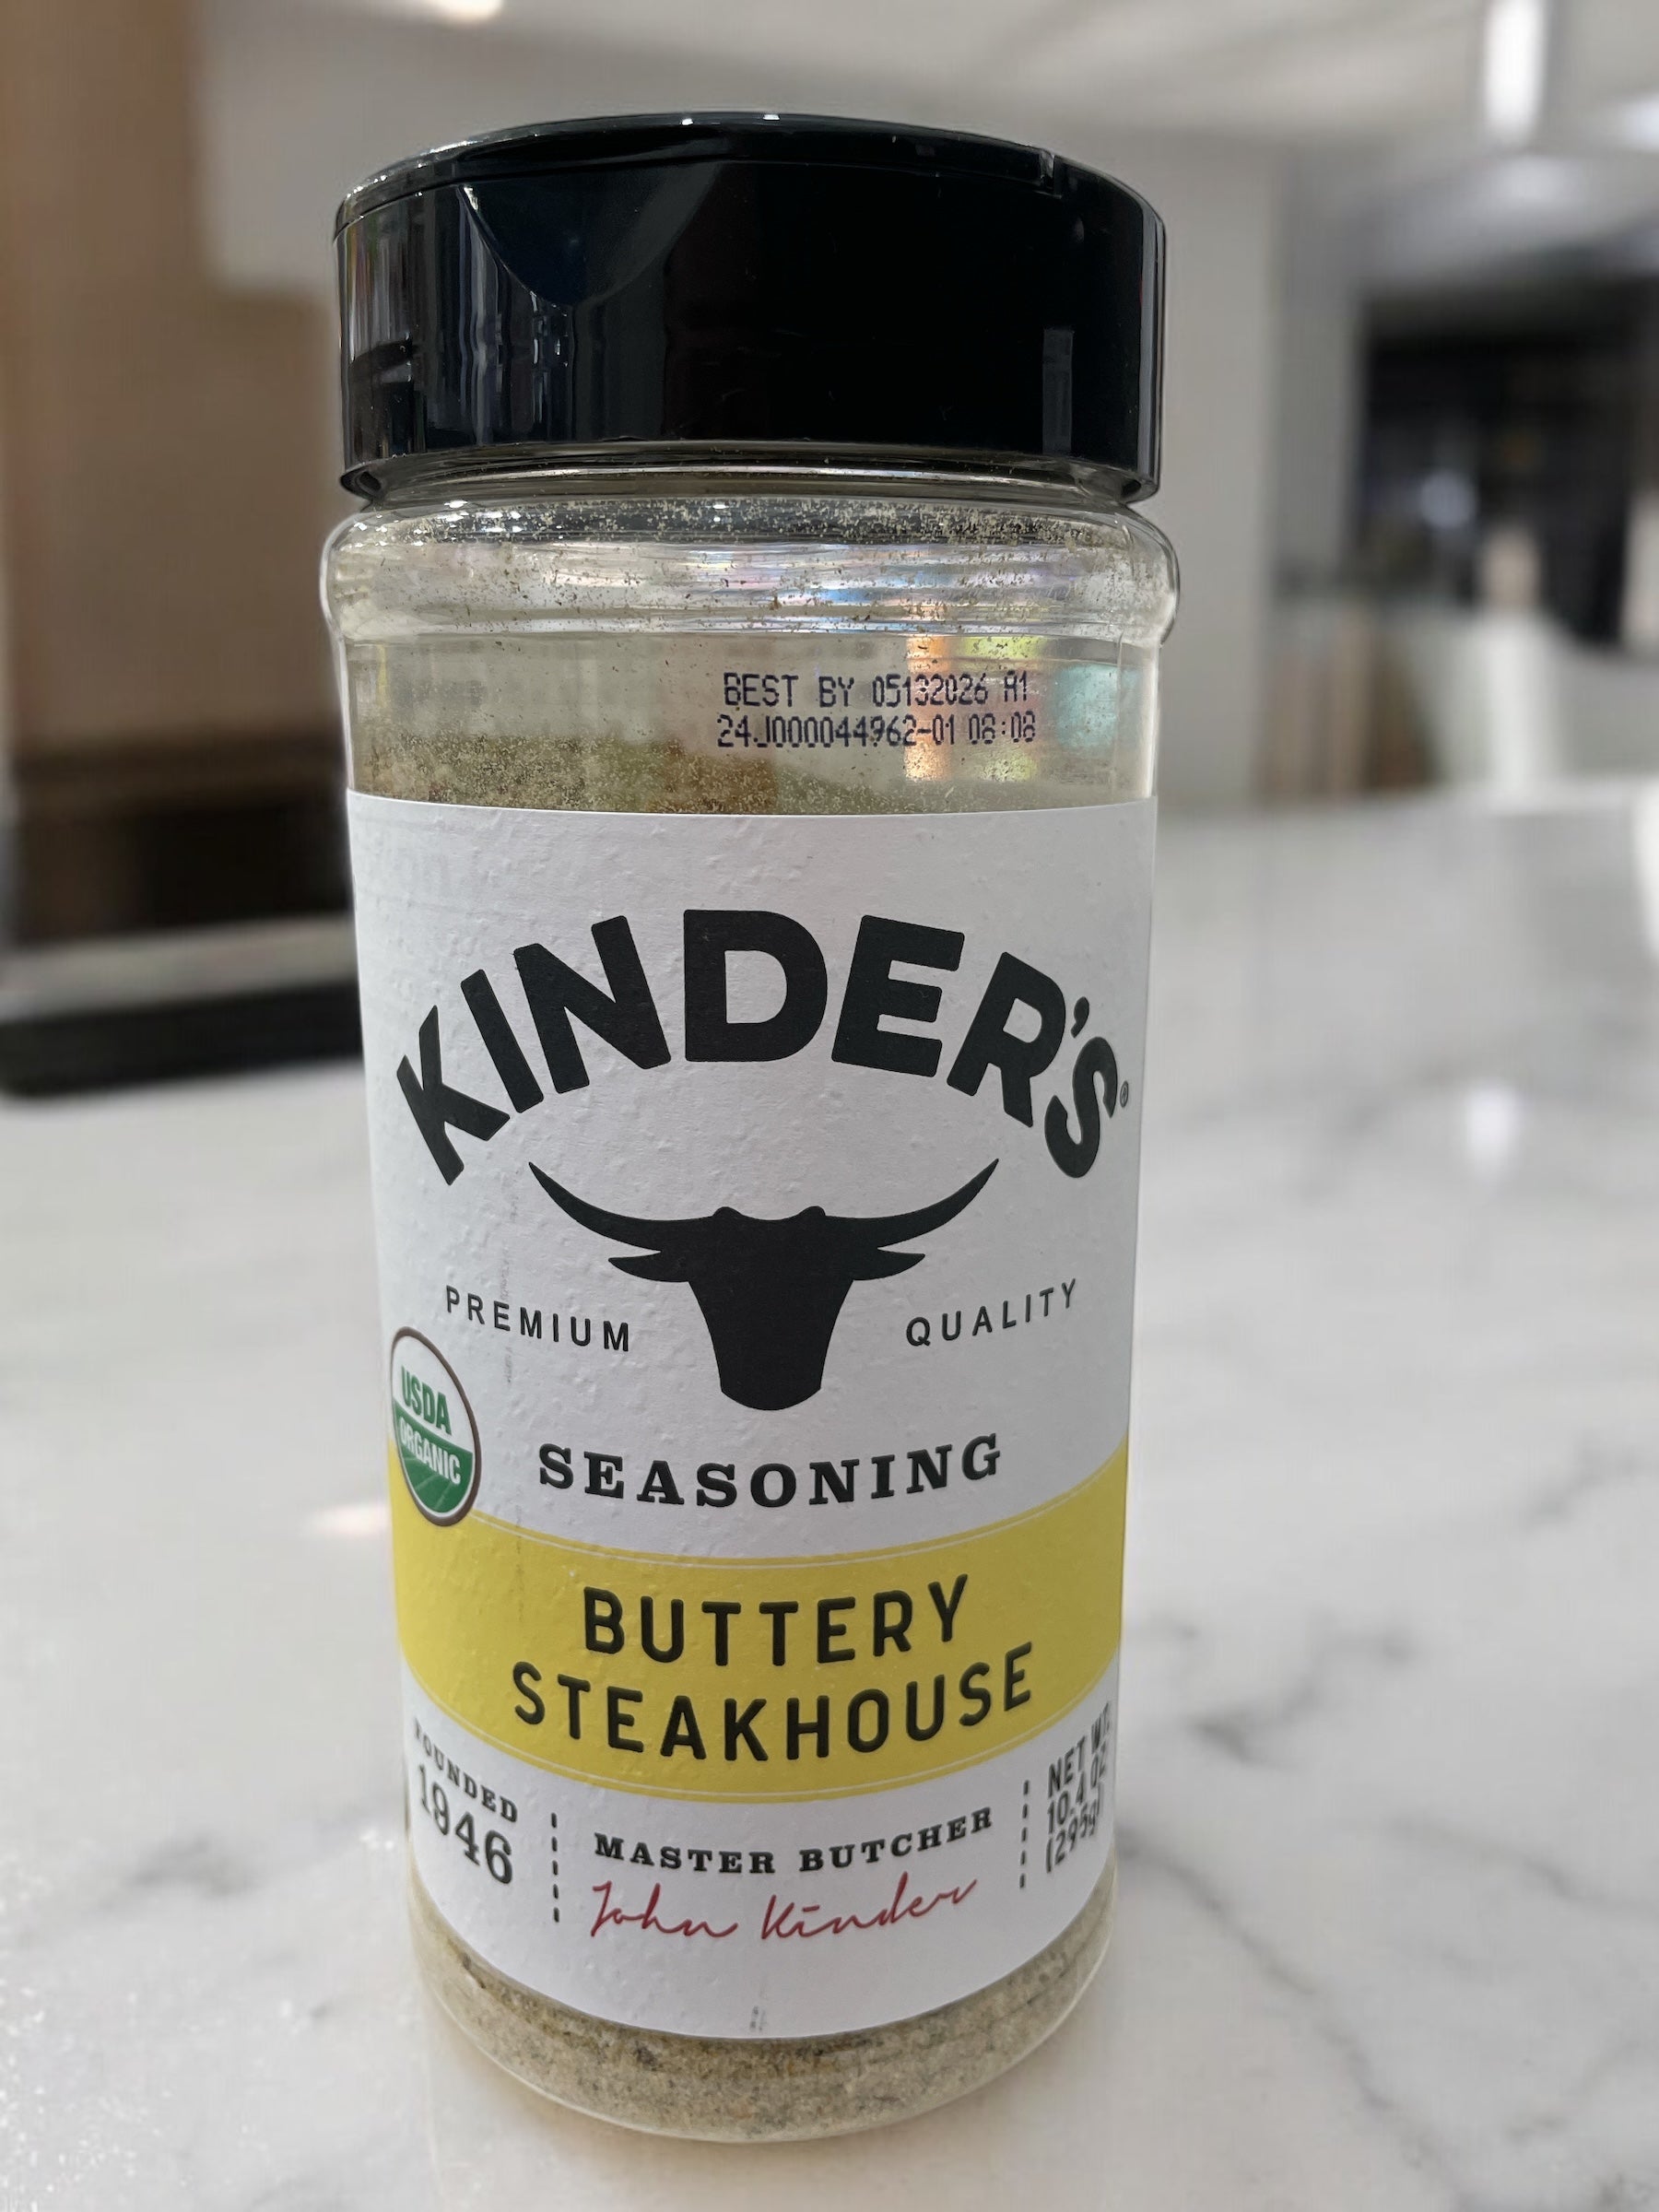 BEST BY 05132026 A1
24J000044962-01 08:08
KINDER'S®
PREMIUM QUALITY
USDA
ORGANIC
SEASONING
BUTTERY
STEAKHOUSE
FOUNDED
1946
MASTER BUTCHER
John Kinder
NET WT.
10.4 OZ
(295g)